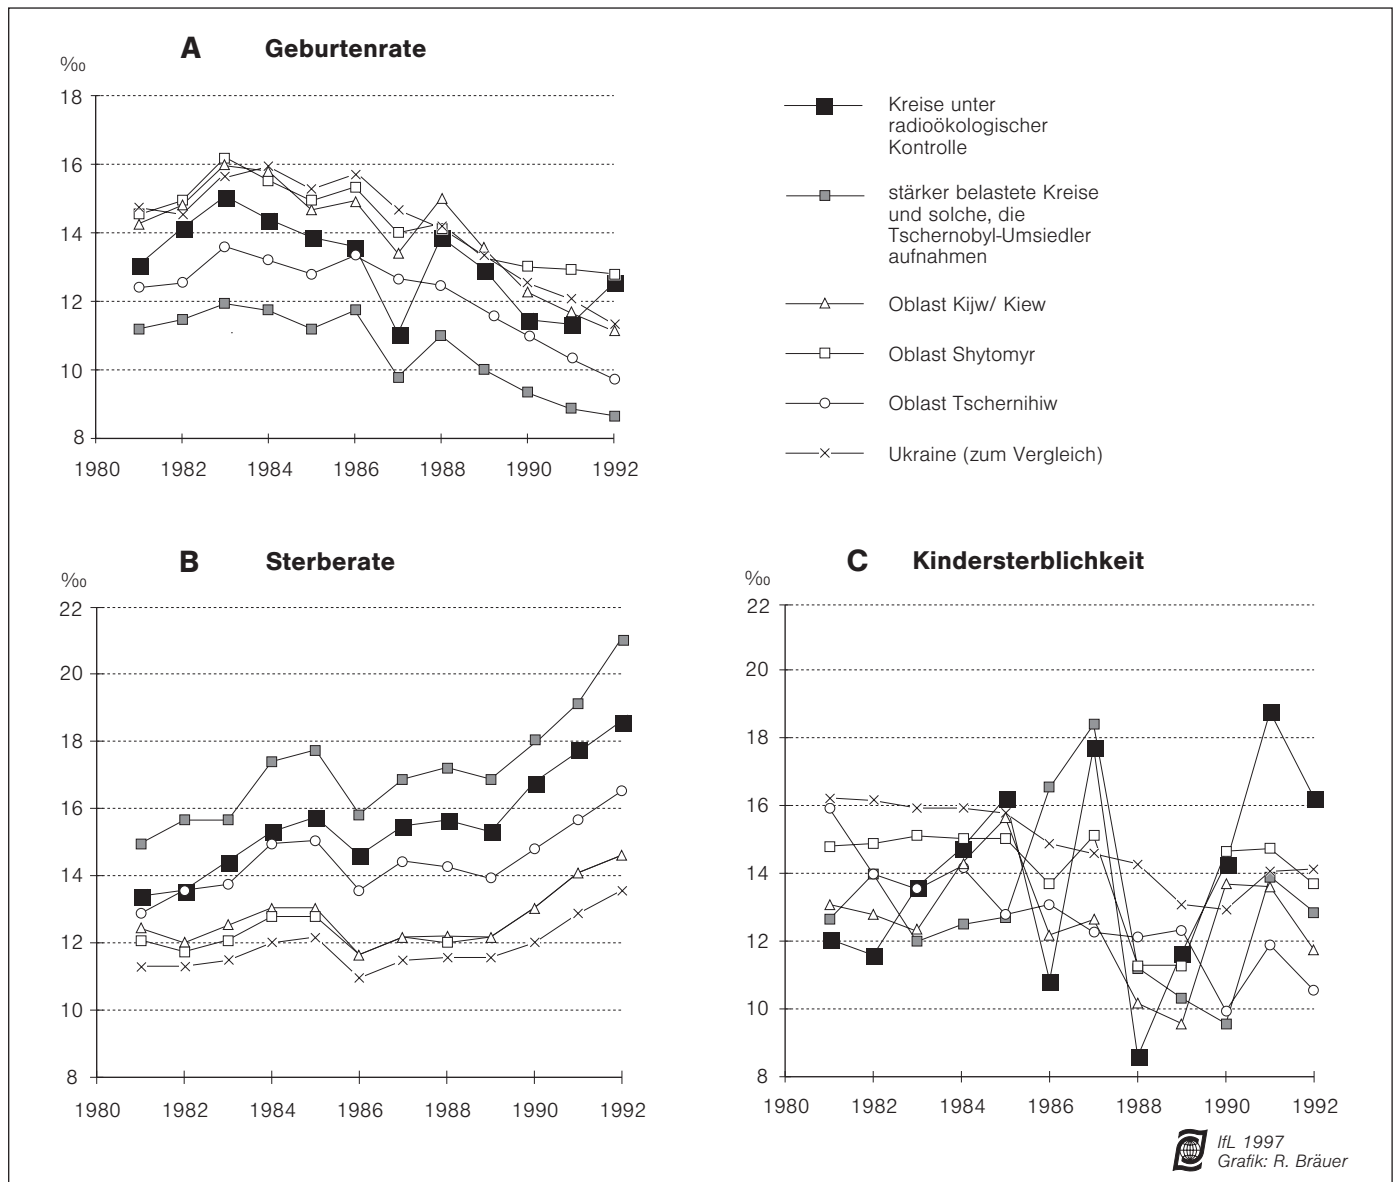 A Geburtenrate
‰
18
16
14
12
10
8
1980 1982 1984 1986 1988 1990 1992
Kreise unter
radioökologischer
Kontrolle
stärker belastete Kreise
und solche, die
Tschernobyl-Umsiedler
aufnahmen
Oblast Kijw/ Kiew
Oblast Shytomyr
Oblast Tschernihiw
Ukraine (zum Vergleich)
B Sterberate
‰
22
20
18
16
14
12
10
8
1980 1982 1984 1986 1988 1990 1992
C Kindersterblichkeit
‰
22
20
18
16
14
12
10
8
1980 1982 1984 1986 1988 1990 1992
IfL 1997
Grafik: R. Bräuer